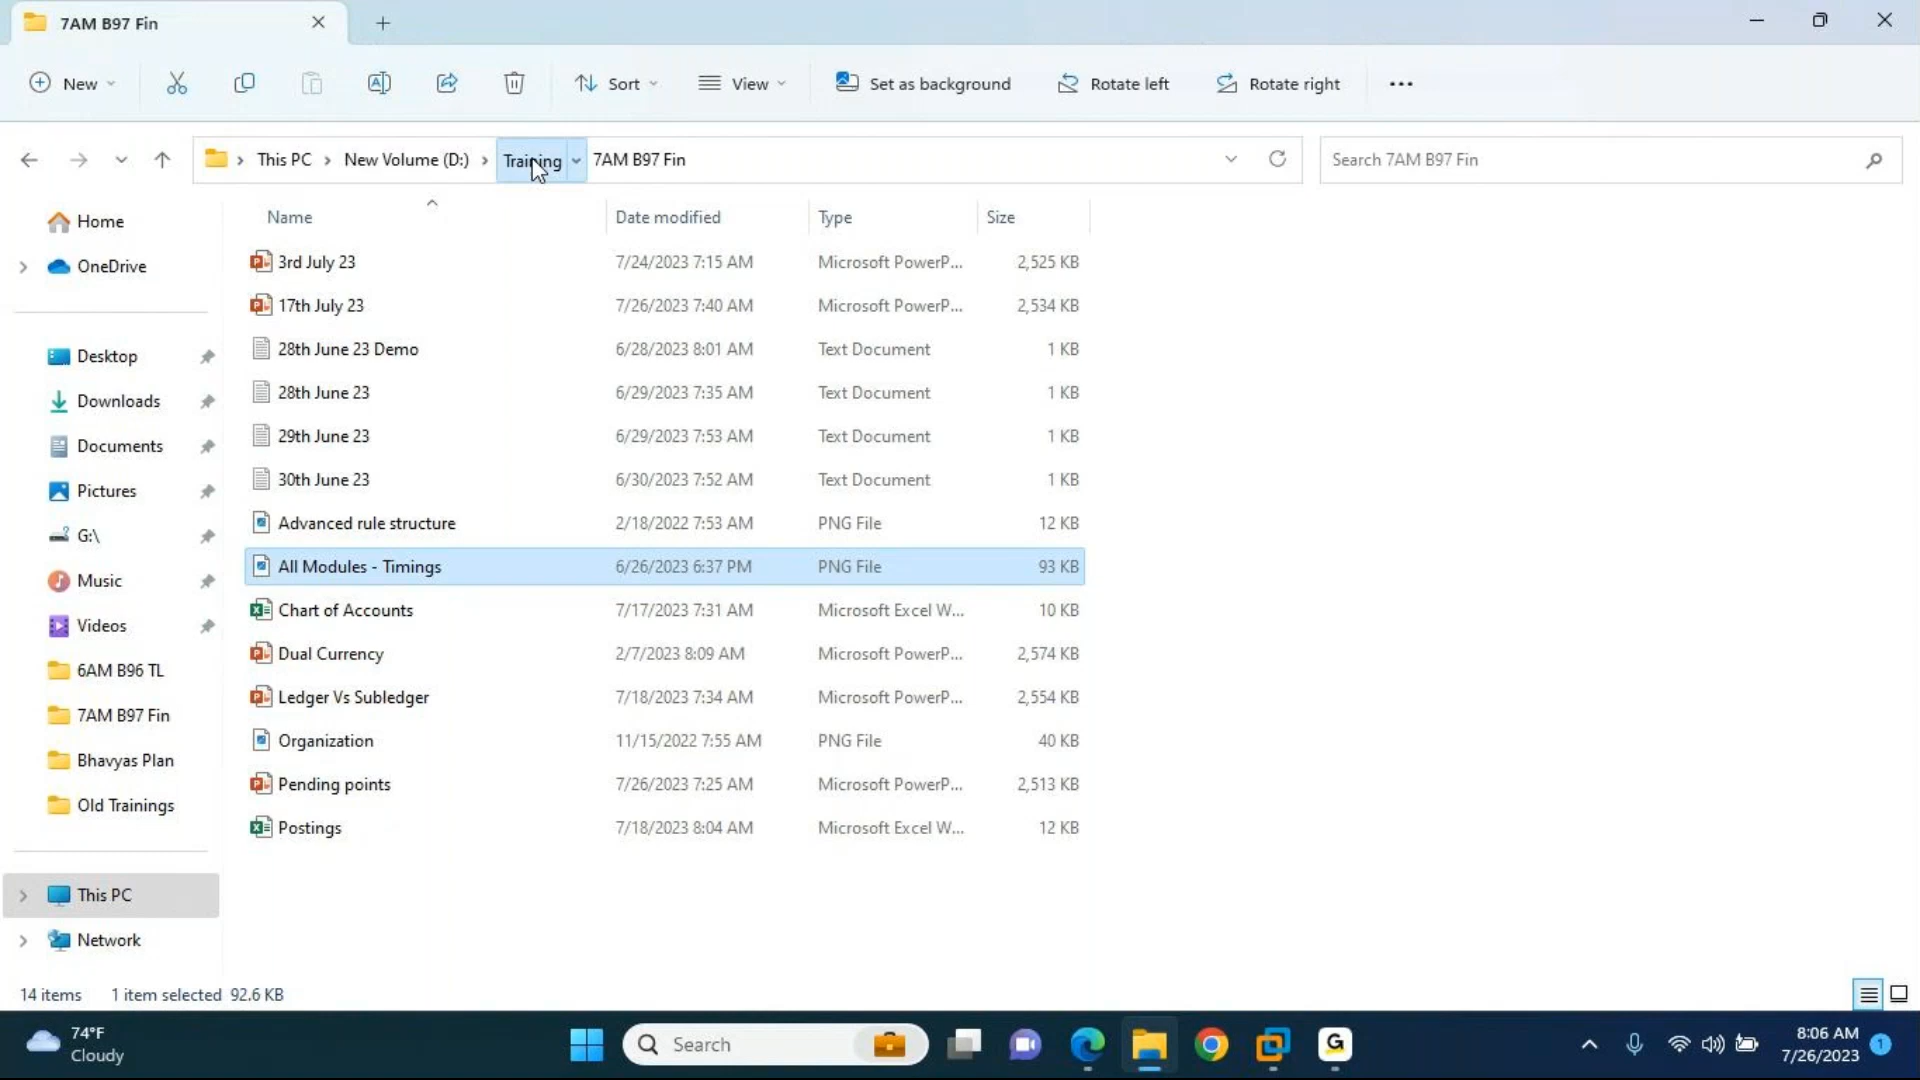 7AM B97 Fin
New
Sort
View
Set as background
Rotate left
Rotate right
This PC
New Volume (D:)
Training
7AM B97 Fin
Search 7AM B97 Fin
Name Date modified Type Size
3rd July 23 7/24/2023 7:15 AM Microsoft PowerP... 2,525 KB
17th July 23 7/26/2023 7:40 AM Microsoft PowerP... 2,534 KB
28th June 23 Demo 6/28/2023 8:01 AM Text Document 1 KB
28th June 23 6/29/2023 7:35 AM Text Document 1 KB
29th June 23 6/29/2023 7:53 AM Text Document 1 KB
30th June 23 6/30/2023 7:52 AM Text Document 1 KB
Advanced rule structure 2/18/2022 7:53 AM PNG File 12 KB
All Modules - Timings 6/26/2023 6:37 PM PNG File 93 KB
Chart of Accounts 7/17/2023 7:31 AM Microsoft Excel W... 10 KB
Dual Currency 2/7/2023 8:09 AM Microsoft PowerP... 2,574 KB
Ledger Vs Subledger 7/18/2023 7:34 AM Microsoft PowerP... 2,554 KB
Organization 11/15/2022 7:55 AM PNG File 40 KB
Pending points 7/26/2023 7:25 AM Microsoft PowerP... 2,513 KB
Postings 7/18/2023 8:04 AM Microsoft Excel W... 12 KB
Home
OneDrive
Desktop
Downloads
Documents
Pictures
G:\
Music
Videos
6AM B96 TL
7AM B97 Fin
Bhavyas Plan
Old Trainings
This PC
Network
14 items 1 item selected 92.6 KB
74°F
Cloudy
Search
G
8:06 AM
7/26/2023
1